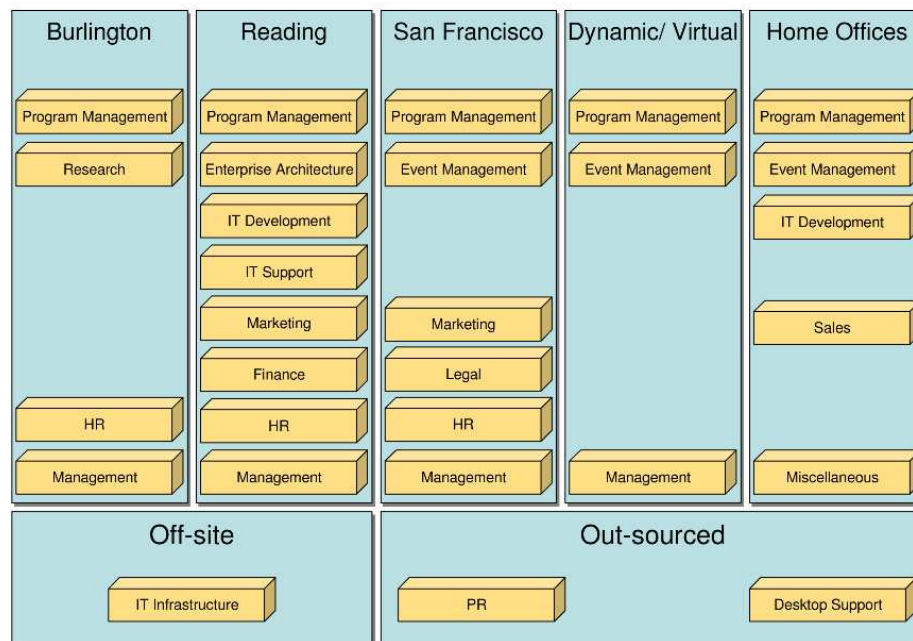 Burlington
Reading
San Francisco
Dynamic/ Virtual
Home Offices
Program Management
Program Management
Program Management
Program Management
Program Management
Research
Enterprise Architecture
Event Management
Event Management
Event Management
IT Development
IT Development
IT Support
Marketing
Marketing
Sales
Finance
Legal
HR
HR
HR
Management
Management
Management
Management
Miscellaneous
Off-site
Out-sourced
IT Infrastructure
PR
Desktop Support